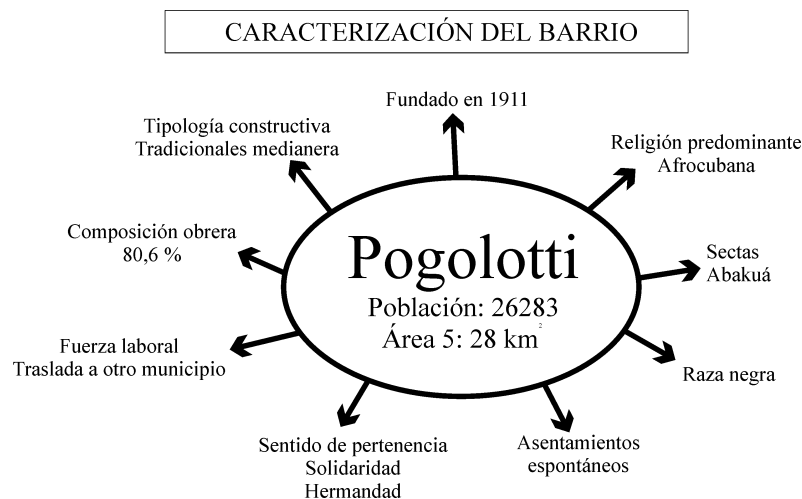 CARACTERIZACIÓN DEL BARRIO
Fundado en 1911
Tipología constructiva
Tradicionales medianera
Religión predominante
Afrocubana
Composición obrera
80,6 %
Pogolotti
Población: 26283
Área 5: 28 km²
Sectas
Abakuá
Fuerza laboral
Traslada a otro municipio
Raza negra
Sentido de pertenencia
Solidaridad
Hermandad
Asentamientos
espontáneos